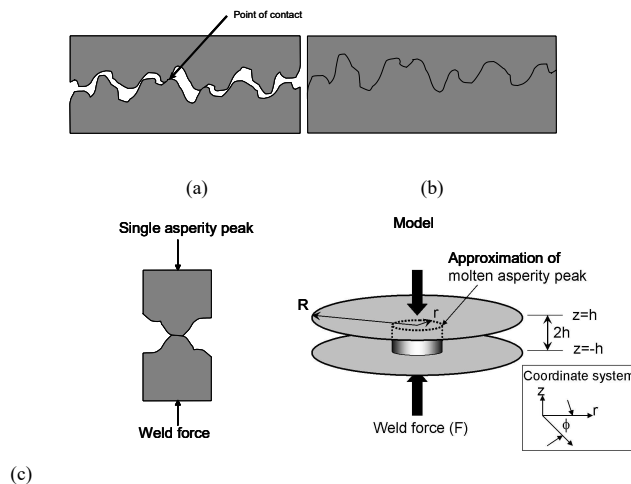 Point of contact
(a)
(b)
Single asperity peak
Weld force
Model
Approximation of
molten asperity peak
R
r
z=h
2h
z=-h
Weld force (F)
Coordinate system
z
r
ϕ
(c)